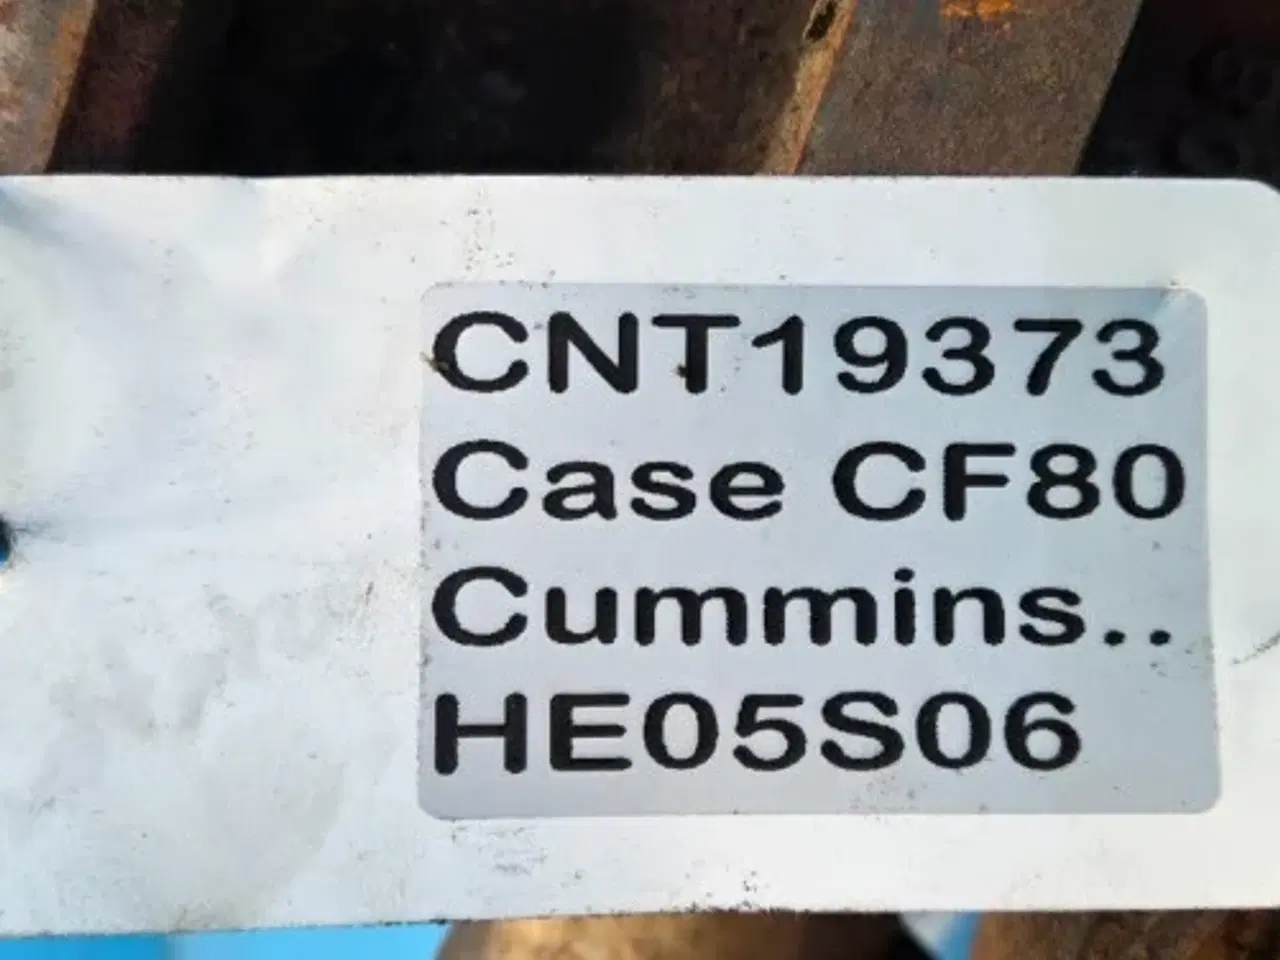 CNT19373
Case CF80
Cummins..
HE05S06